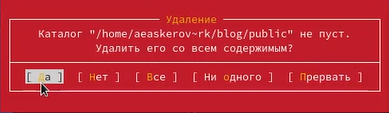 Удаление
Каталог "/home/aeaskerov~rk/blog/public" не пуст.
Удалить его со всем содержимым?
[ Да ] [ Нет ] [ Все ] [ Ни одного ] [ Прервать ]